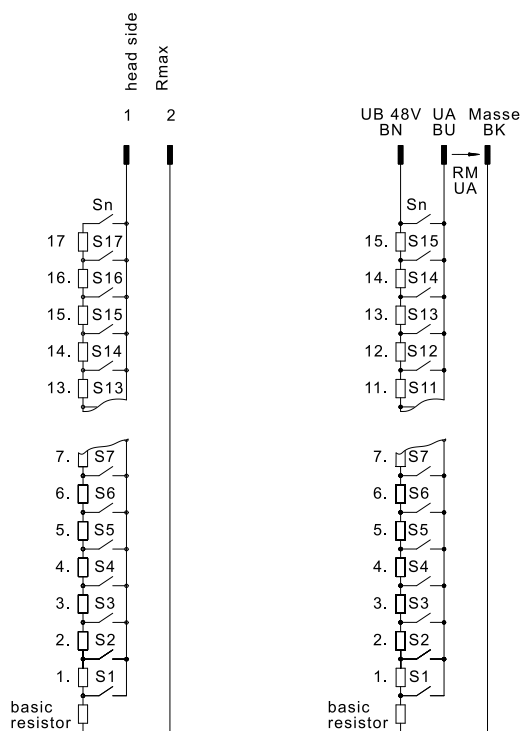 head side
Rmax
1 2
Sn
17 S17
16. S16
15. S15
14. S14
13. S13
7. S7
6. S6
5. S5
4. S4
3. S3
2. S2
1. S1
basic
resistor
UB 48V UA Masse
BN BU BK
RM
UA
Sn
15. S15
14. S14
13. S13
12. S12
11. S11
7. S7
6. S6
5. S5
4. S4
3. S3
2. S2
1. S1
basic
resistor